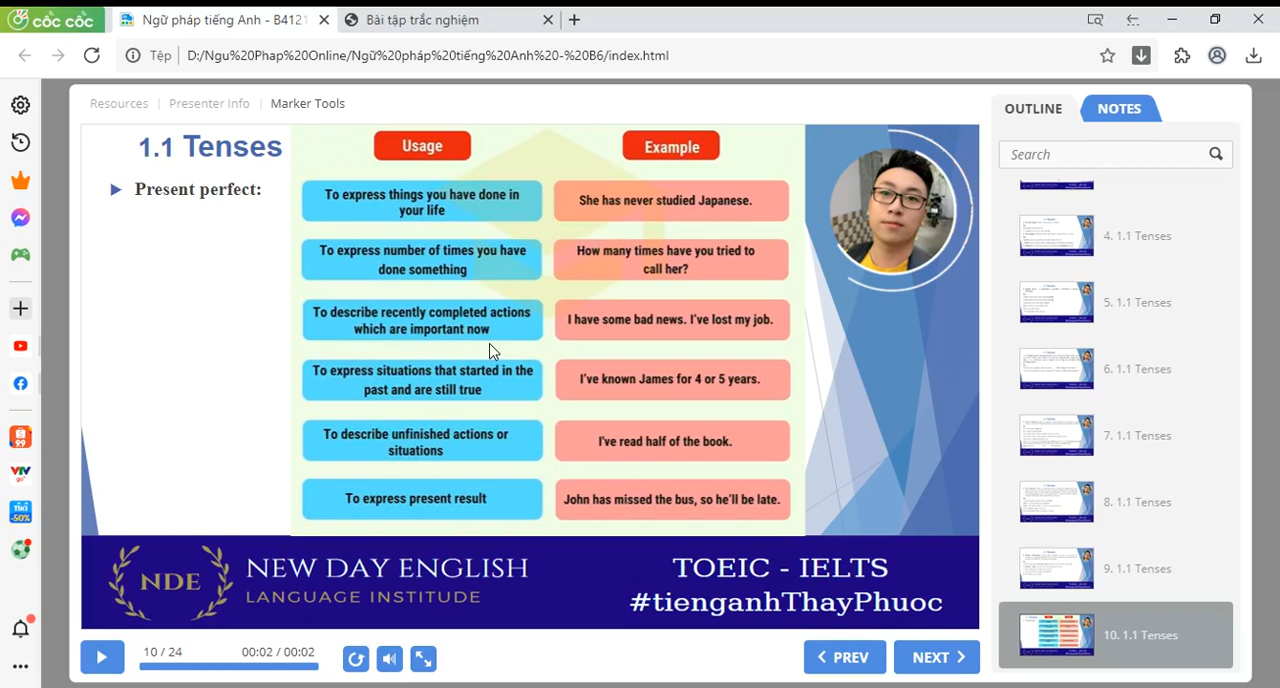 cốc cốc
Ngữ pháp tiếng Anh - B4121
Bài tập trắc nghiệm
Tệp
D:/Ngu%20Phap%20Online/Ngữ%20pháp%20tiếng%20Anh%20-%20B6/index.html
Resources | Presenter Info | Marker Tools
1.1 Tenses
Present perfect:
Usage
Example
To express things you have done in
your life
She has never studied Japanese.
To express number of times you have
done something
How many times have you tried to
call her?
To describe recently completed actions
which are important now
I have some bad news. I've lost my job.
To express situations that started in the
past and are still true
I've known James for 4 or 5 years.
To describe unfinished actions or
situations
I've read half of the book.
To express present result
John has missed the bus, so he'll be late.
NDE
NEW DAY ENGLISH
LANGUAGE INSTITUDE
TOEIC - IELTS
#tienganhThayPhuoc
10 / 24
00:02 / 00:02
PREV
NEXT
OUTLINE
NOTES
Search
4. 1.1 Tenses
5. 1.1 Tenses
6. 1.1 Tenses
7. 1.1 Tenses
8. 1.1 Tenses
9. 1.1 Tenses
10. 1.1 Tenses
99
VTV
go
TIKI
-50%